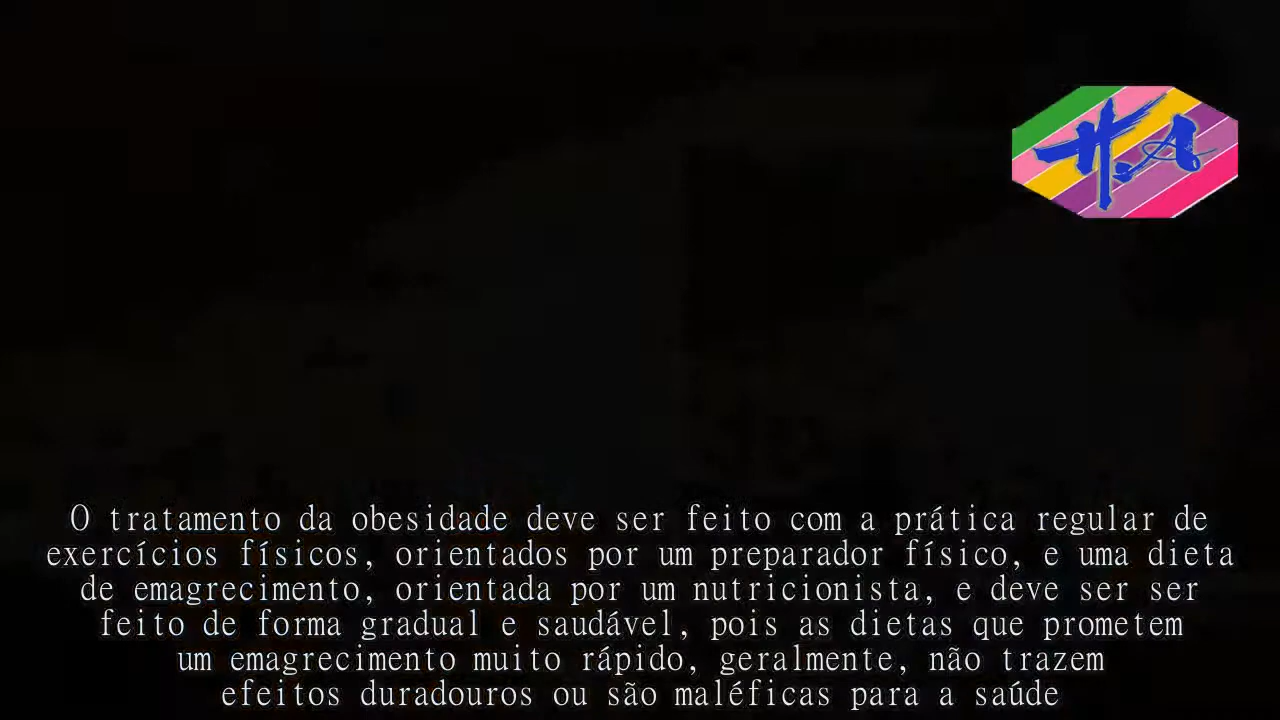 H.A
O tratamento da obesidade deve ser feito com a prática regular de
exercícios físicos, orientados por um preparador físico, e uma dieta
de emagrecimento, orientada por um nutricionista, e deve ser ser
feito de forma gradual e saudável, pois as dietas que prometem
um emagrecimento muito rápido, geralmente, não trazem
efeitos duradouros ou são maléficas para a saúde